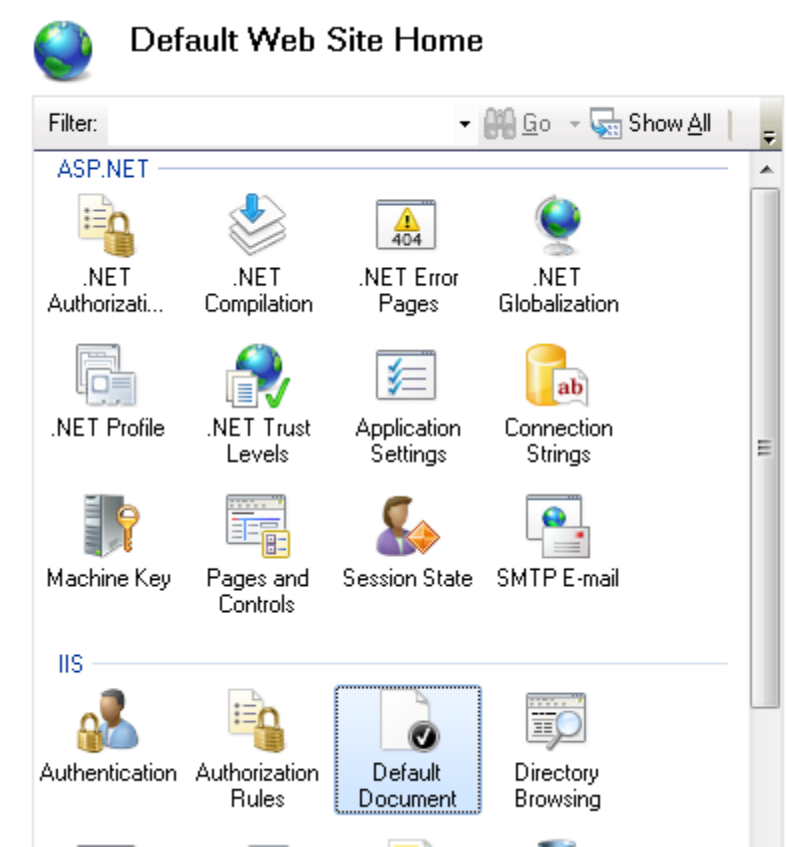 Default Web Site Home
Filter: Go Show All
ASP.NET
.NET Authorizati...
.NET Compilation
.NET Error Pages
404
.NET Globalization
.NET Profile
.NET Trust Levels
Application Settings
Connection Strings
ab
Machine Key
Pages and Controls
Session State
SMTP E-mail
IIS
Authentication
Authorization Rules
Default Document
Directory Browsing